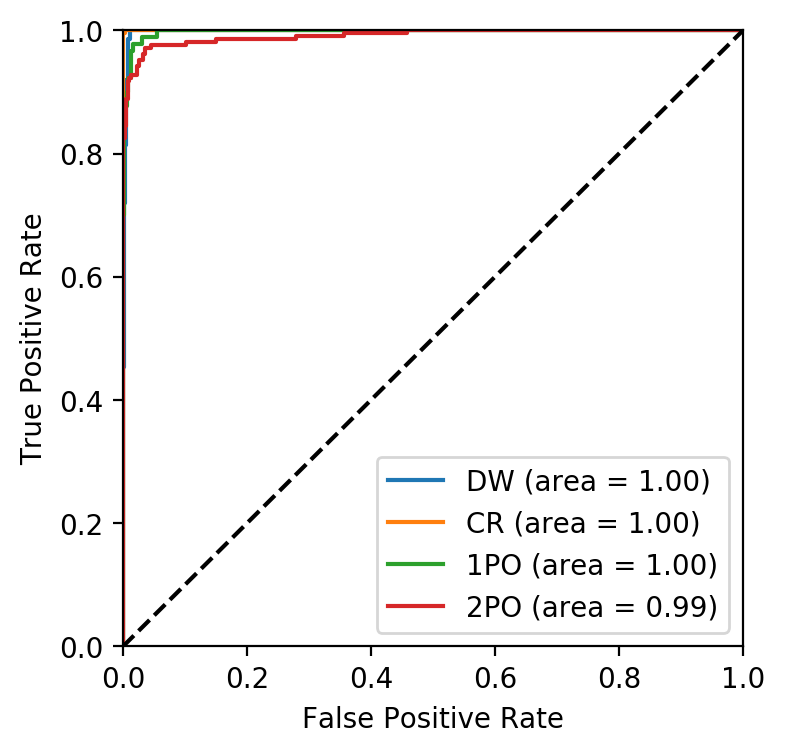 1.0
0.8
0.6
0.4
0.2
0.0
True Positive Rate
DW (area = 1.00)
CR (area = 1.00)
1PO (area = 1.00)
2PO (area = 0.99)
0.0 0.2 0.4 0.6 0.8 1.0
False Positive Rate